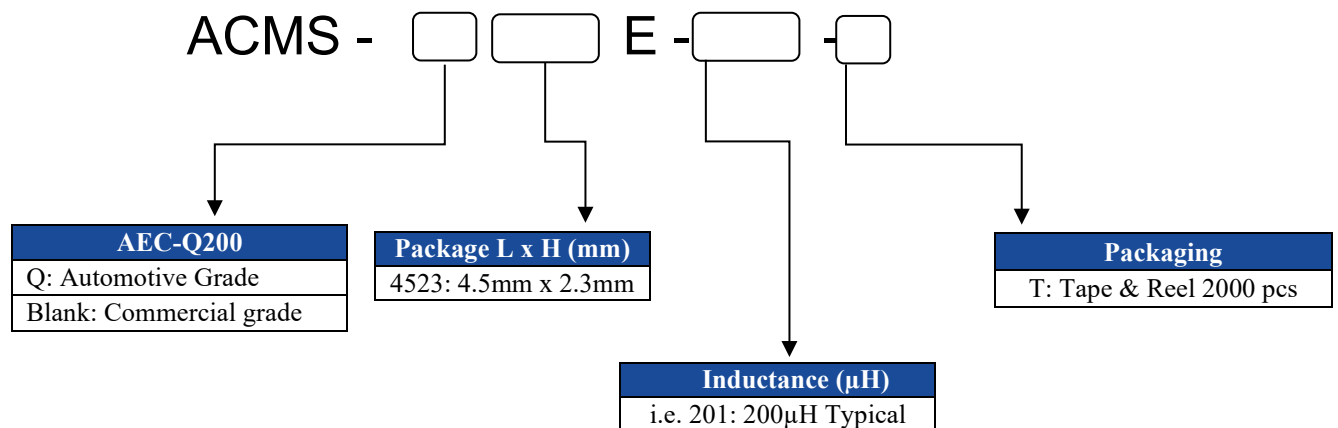 ACMS - E - -
AEC-Q200
Q: Automotive Grade
Blank: Commercial grade
Package L x H (mm)
4523: 4.5mm x 2.3mm
Inductance (µH)
i.e. 201: 200µH Typical
Packaging
T: Tape & Reel 2000 pcs